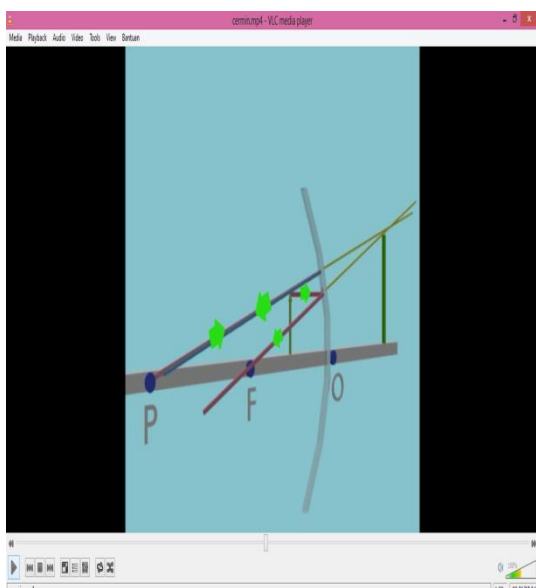 cermin.mp4 - VLC media player
Media Playback Audio Video Tools View Bantuan
P F O